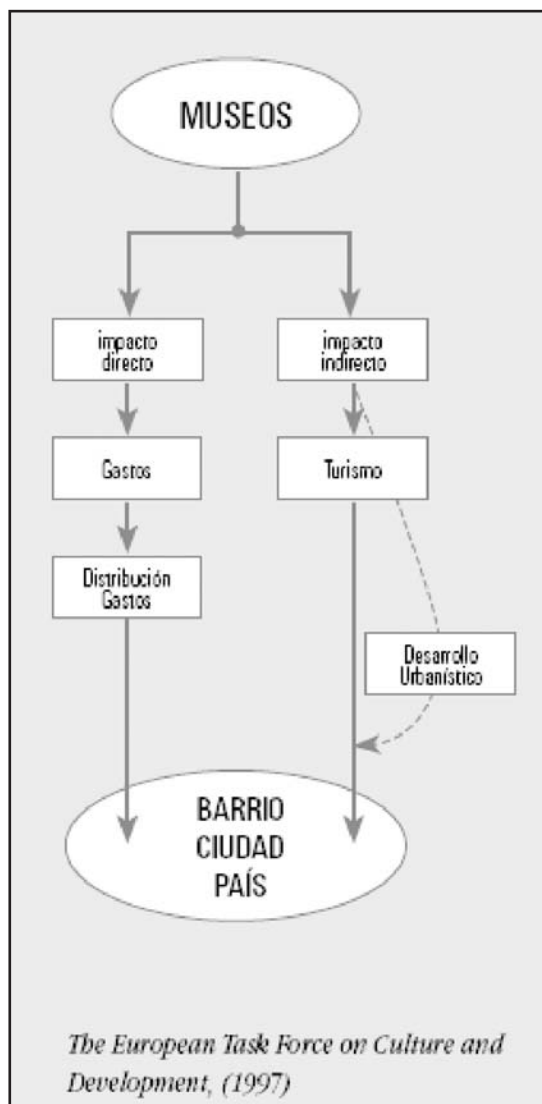 MUSEOS
impacto
directo
impacto
indirecto
Gastos
Turismo
Distribución
Gastos
Desarrollo
Urbanístico
BARRIO
CIUDAD
PAÍS
The European Task Force on Culture and
Development, (1997)